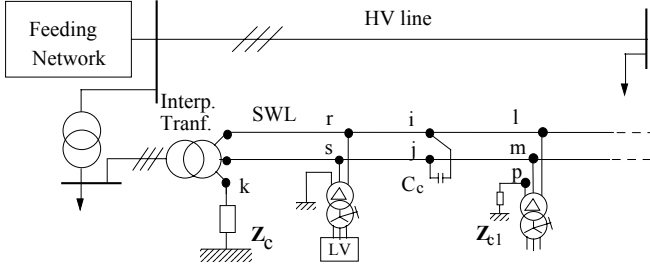 Feeding
Network
HV line
Interp.
Tranf.
SWL
r
i
l
s
j
m
k
p
C_c
Z_c
LV
Z_c1